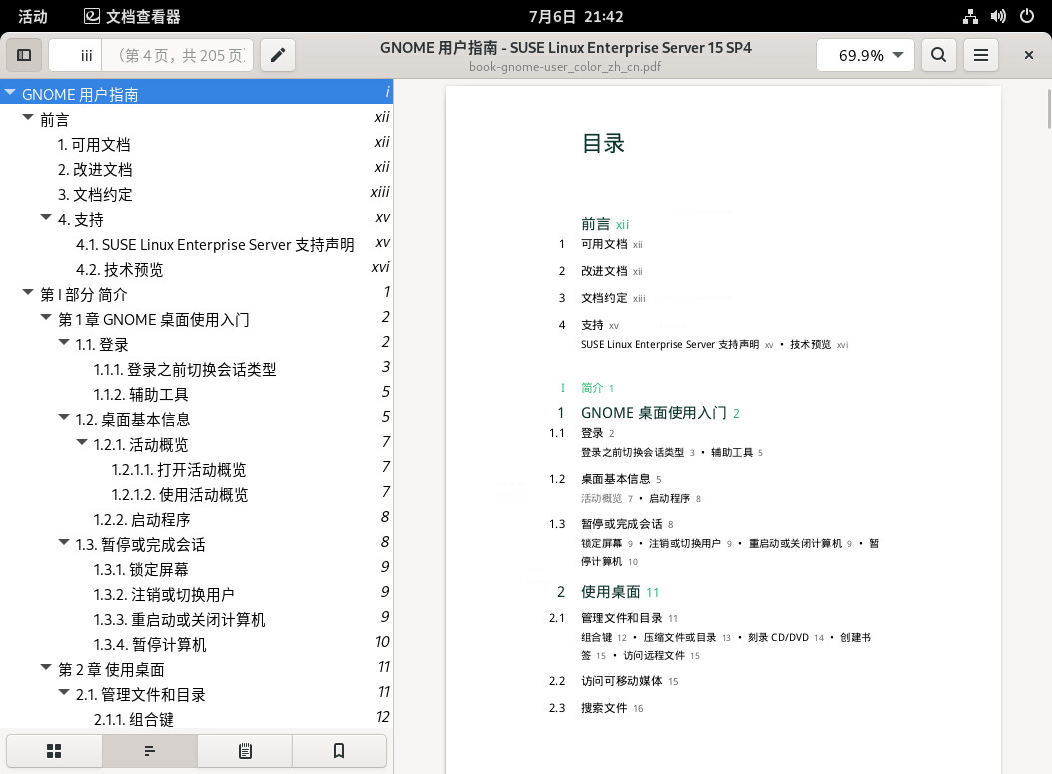 活动 文档查看器 7月6日 21:42
iii （第 4 页，共 205 页） GNOME 用户指南 - SUSE Linux Enterprise Server 15 SP4 69.9%
book-gnome-user_color_zh_cn.pdf
GNOME 用户指南 i
前言 xii
1. 可用文档 xii
2. 改进文档 xii
3. 文档约定 xiii
4. 支持 xv
4.1. SUSE Linux Enterprise Server 支持声明 xv
4.2. 技术预览 xvi
第 I 部分 简介 1
第 1 章 GNOME 桌面使用入门 2
1.1. 登录 2
1.1.1. 登录之前切换会话类型 3
1.1.2. 辅助工具 5
1.2. 桌面基本信息 5
1.2.1. 活动概览 7
1.2.1.1. 打开活动概览 7
1.2.1.2. 使用活动概览 7
1.2.2. 启动程序 8
1.3. 暂停或完成会话 8
1.3.1. 锁定屏幕 9
1.3.2. 注销或切换用户 9
1.3.3. 重启动或关闭计算机 9
1.3.4. 暂停计算机 10
第 2 章 使用桌面 11
2.1. 管理文件和目录 11
2.1.1. 组合键 12
目录
前言 xii
1 可用文档 xii
2 改进文档 xii
3 文档约定 xiii
4 支持 xv
SUSE Linux Enterprise Server 支持声明 xv • 技术预览 xvi
I 简介 1
1 GNOME 桌面使用入门 2
1.1 登录 2
登录之前切换会话类型 3 • 辅助工具 5
1.2 桌面基本信息 5
活动概览 7 • 启动程序 8
1.3 暂停或完成会话 8
锁定屏幕 9 • 注销或切换用户 9 • 重启动或关闭计算机 9 • 暂
停计算机 10
2 使用桌面 11
2.1 管理文件和目录 11
组合键 12 • 压缩文件或目录 13 • 刻录 CD/DVD 14 • 创建书
签 15 • 访问远程文件 15
2.2 访问可移动媒体 15
2.3 搜索文件 16